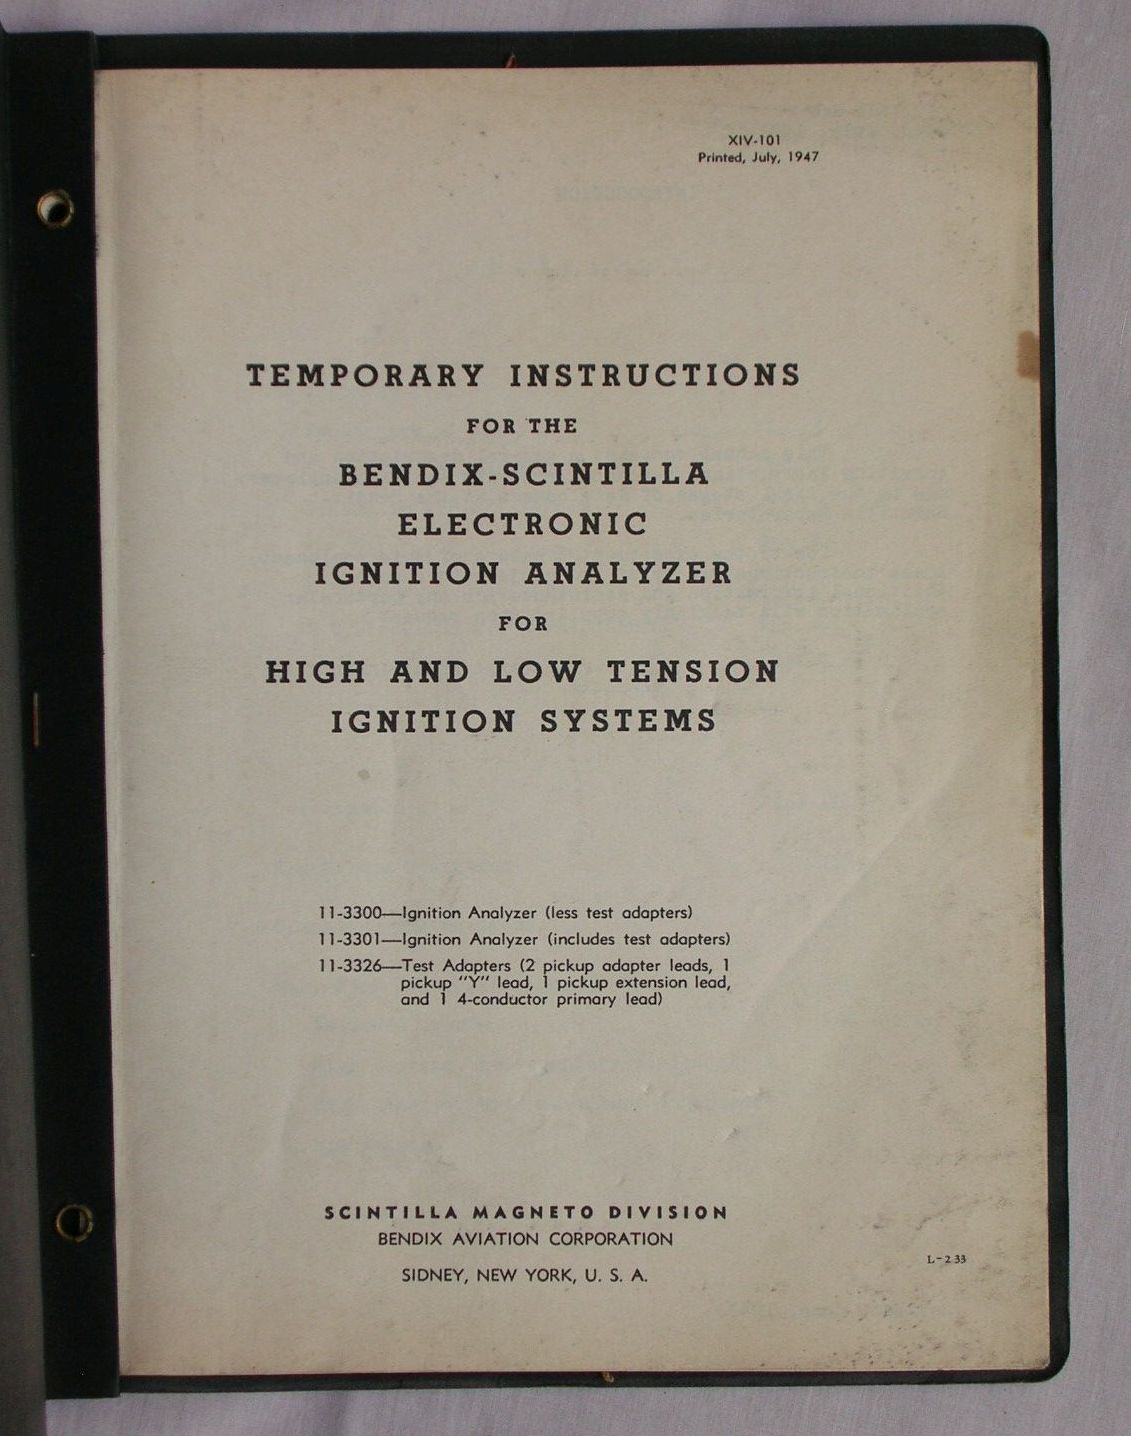 XIV-101
Printed, July, 1947
TEMPORARY INSTRUCTIONS
FOR THE
BENDIX-SCINTILLA
ELECTRONIC
IGNITION ANALYZER
FOR
HIGH AND LOW TENSION
IGNITION SYSTEMS
11-3300—Ignition Analyzer (less test adapters)
11-3301—Ignition Analyzer (includes test adapters)
11-3326—Test Adapters (2 pickup adapter leads, 1
pickup "Y" lead, 1 pickup extension lead,
and 1 4-conductor primary lead)
SCINTILLA MAGNETO DIVISION
BENDIX AVIATION CORPORATION
SIDNEY, NEW YORK, U. S. A.
L-233